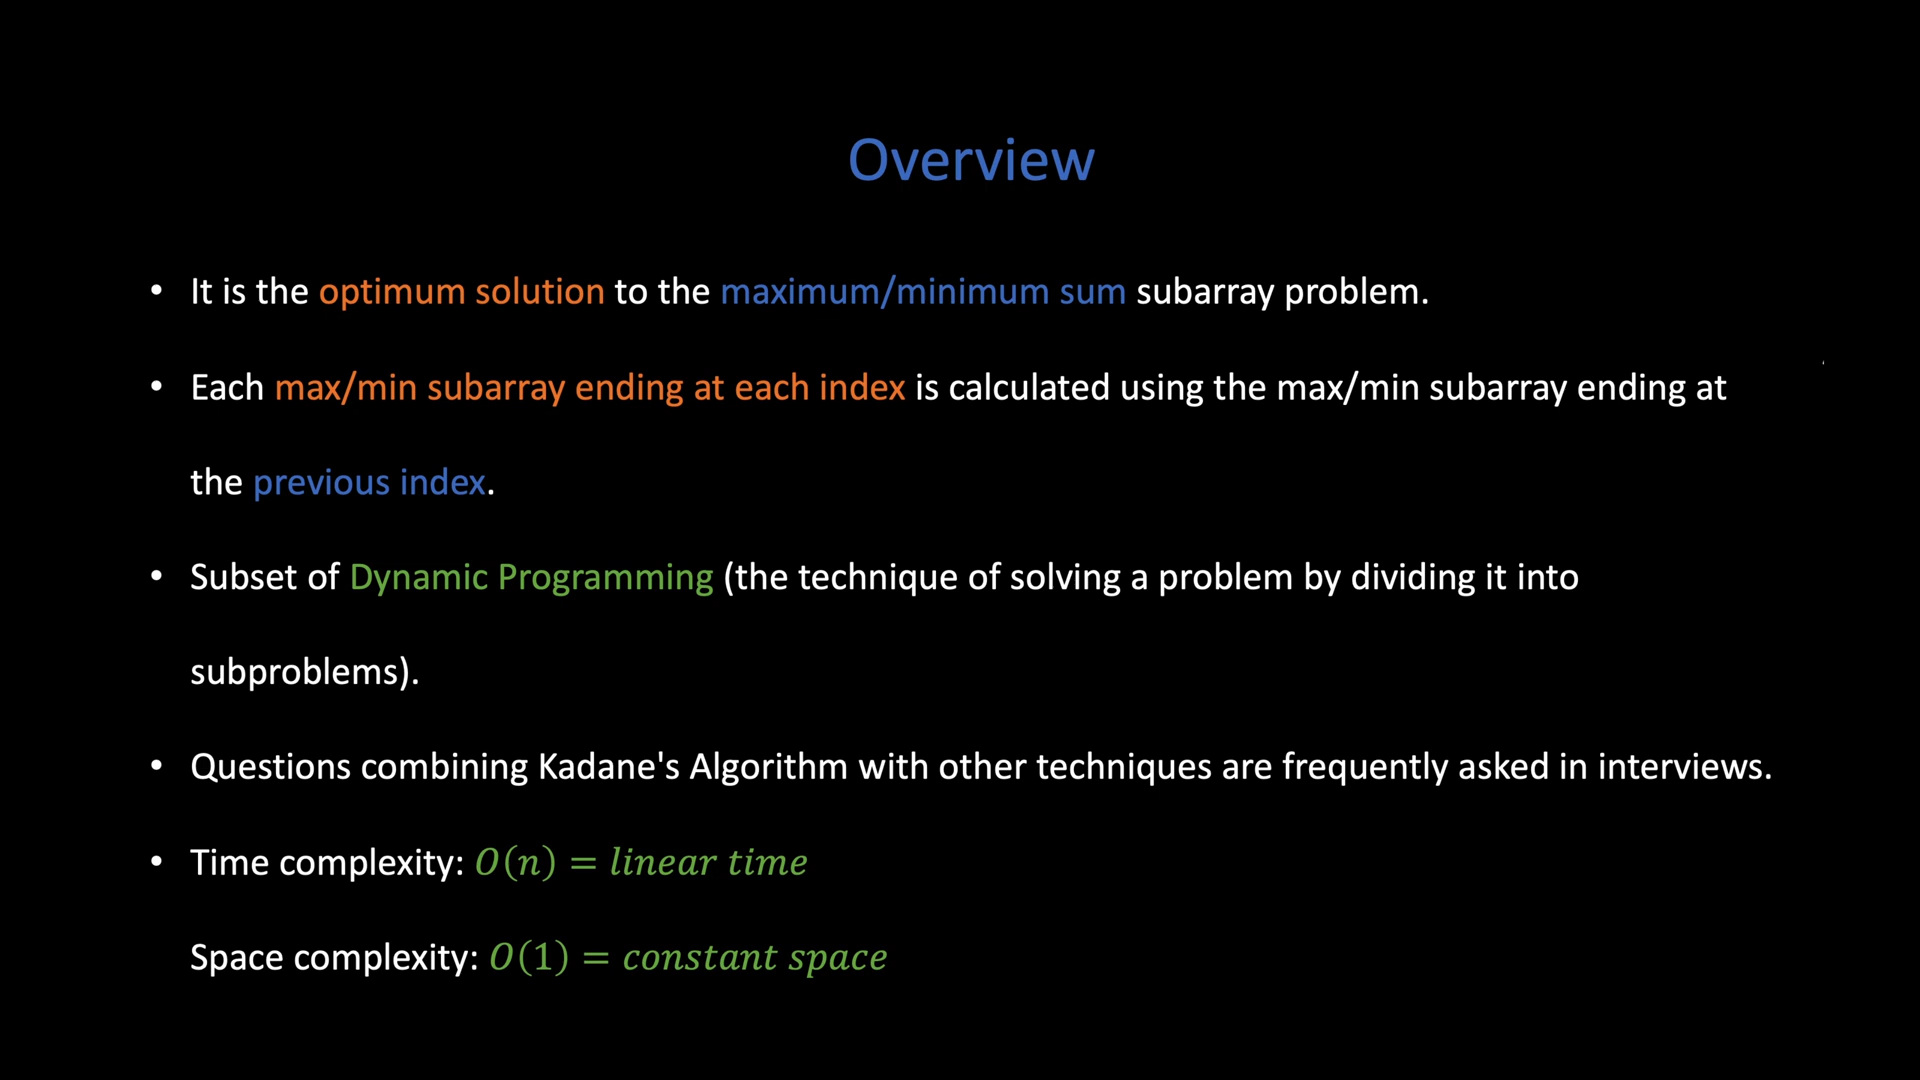 Overview
• It is the optimum solution to the maximum/minimum sum subarray problem.
• Each max/min subarray ending at each index is calculated using the max/min subarray ending at
the previous index.
• Subset of Dynamic Programming (the technique of solving a problem by dividing it into
subproblems).
• Questions combining Kadane's Algorithm with other techniques are frequently asked in interviews.
• Time complexity: O(n) = linear time
Space complexity: O(1) = constant space